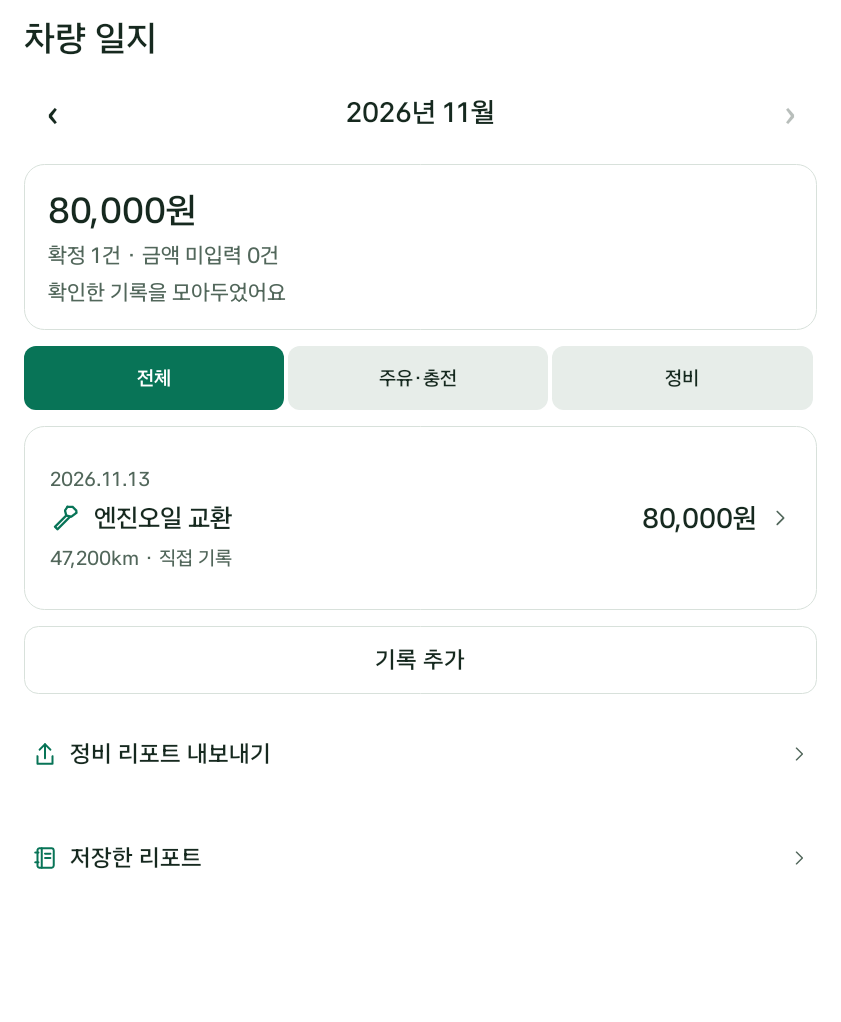 차량 일지
2026년 11월
80,000원
확정 1건 · 금액 미입력 0건
확인한 기록을 모아두었어요
전체
주유·충전
정비
2026.11.13
엔진오일 교환
80,000원
47,200km · 직접 기록
기록 추가
정비 리포트 내보내기
저장한 리포트